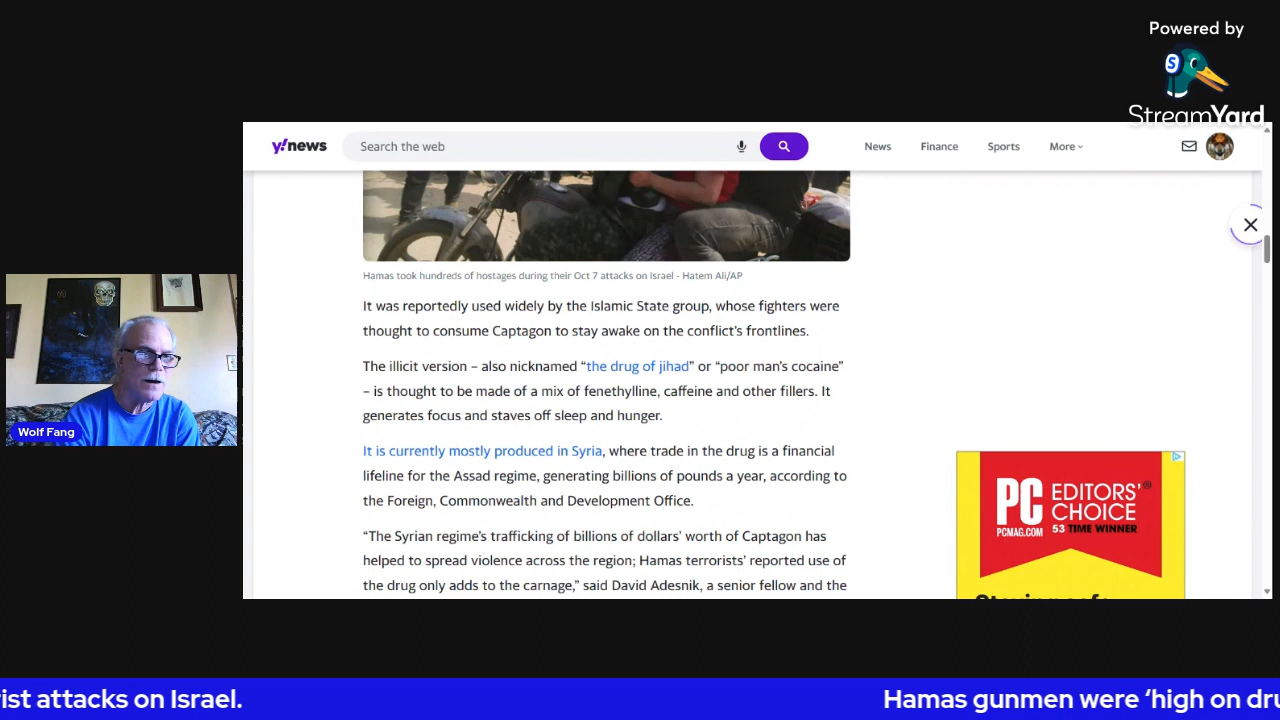 Powered by
S
StreamYard
y!news
Search the web
News
Finance
Sports
More
Hamas took hundreds of hostages during their Oct 7 attacks on Israel - Hatem Ali/AP
It was reportedly used widely by the Islamic State group, whose fighters were
thought to consume Captagon to stay awake on the conflict’s frontlines.
The illicit version – also nicknamed “the drug of jihad” or “poor man’s cocaine”
– is thought to be made of a mix of fenethylline, caffeine and other fillers. It
generates focus and staves off sleep and hunger.
It is currently mostly produced in Syria, where trade in the drug is a financial
lifeline for the Assad regime, generating billions of pounds a year, according to
the Foreign, Commonwealth and Development Office.
“The Syrian regime’s trafficking of billions of dollars’ worth of Captagon has
helped to spread violence across the region; Hamas terrorists’ reported use of
the drug only adds to the carnage,” said David Adesnik, a senior fellow and the
PC
PCMAG.COM
EDITORS’®
CHOICE
53 TIME WINNER
Wolf Fang
ist attacks on Israel.
Hamas gunmen were ‘high on dru